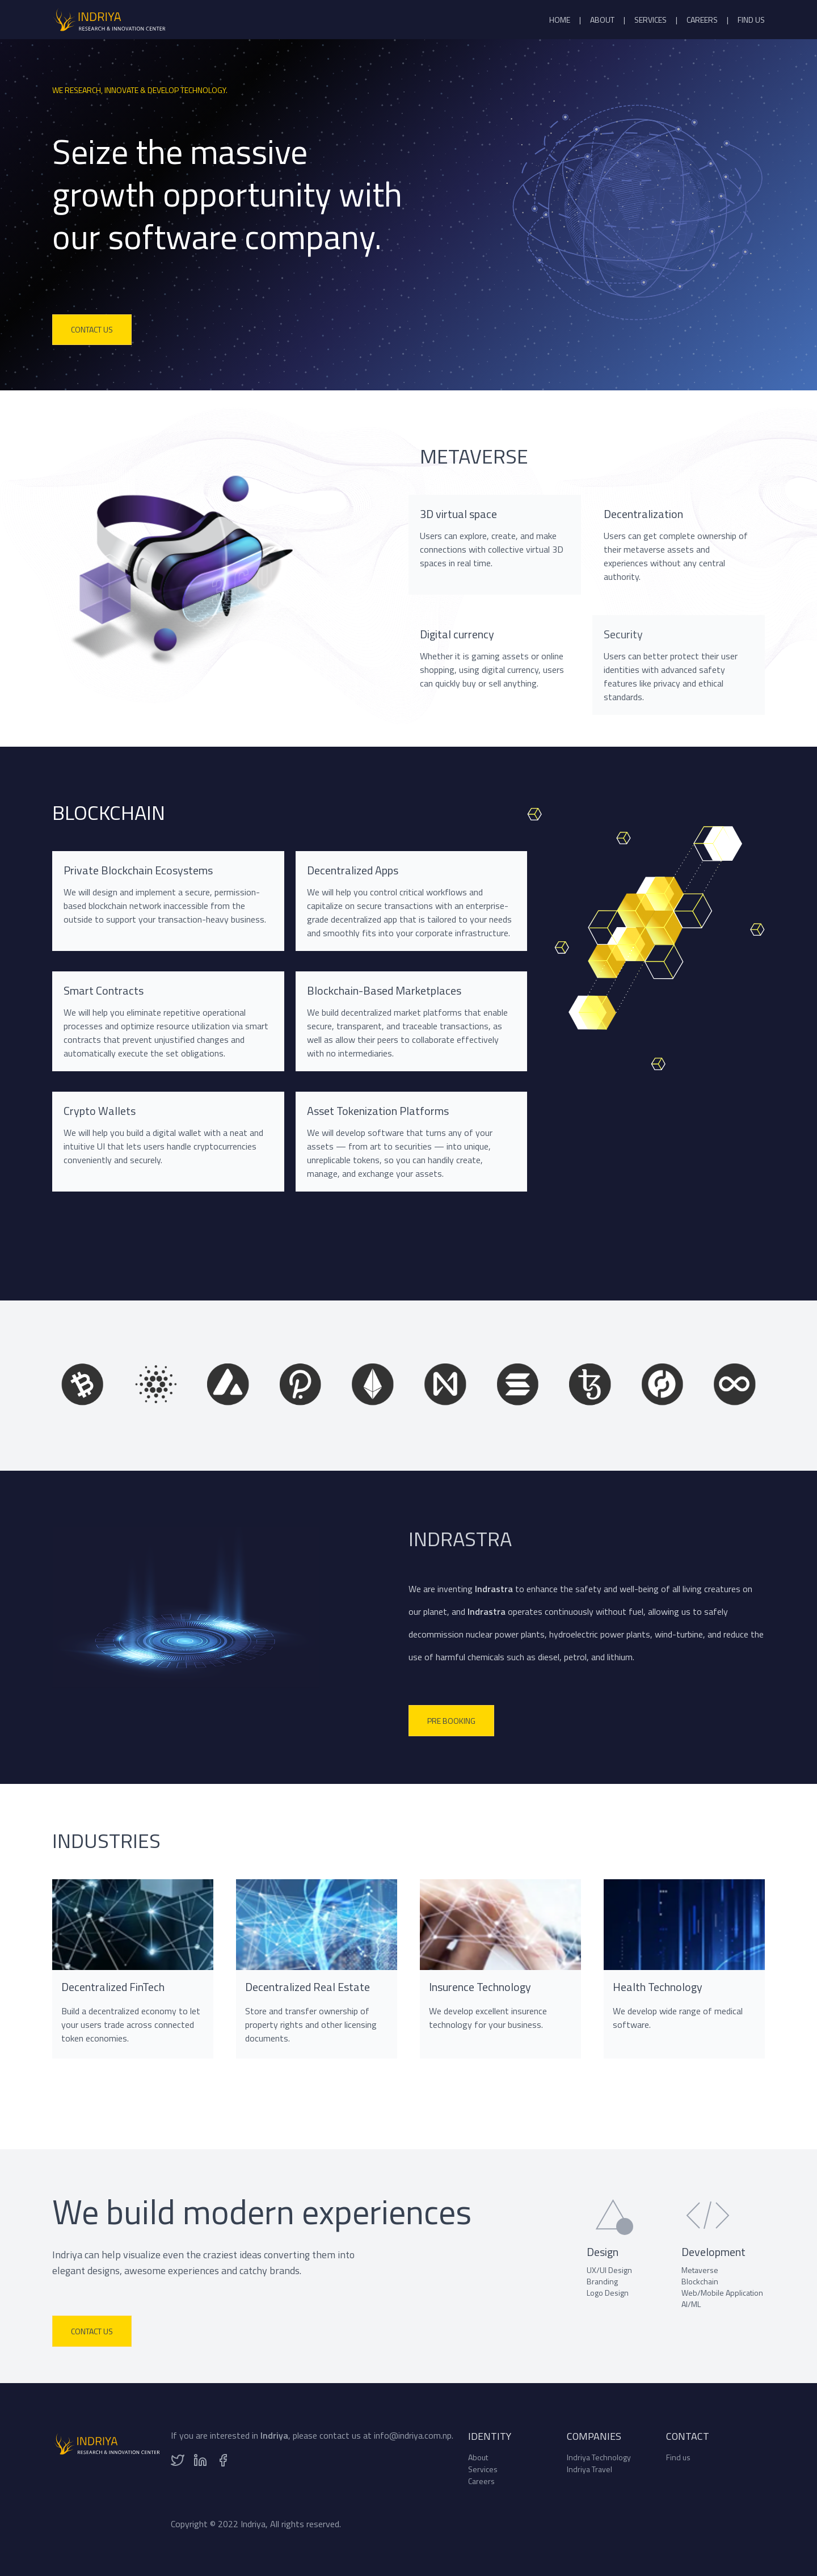 INDRIYA
RESEARCH & INNOVATION CENTER
HOME | ABOUT | SERVICES | CAREERS | FIND US
WE RESEARCH, INNOVATE & DEVELOP TECHNOLOGY.
Seize the massive
growth opportunity with
our software company.
CONTACT US
METAVERSE
3D virtual space
Users can explore, create, and make
connections with collective virtual 3D
spaces in real time.
Decentralization
Users can get complete ownership of
their metaverse assets and
experiences without any central
authority.
Digital currency
Whether it is gaming assets or online
shopping, using digital currency, users
can quickly buy or sell anything.
Security
Users can better protect their user
identities with advanced safety
features like privacy and ethical
standards.
BLOCKCHAIN
Private Blockchain Ecosystems
We will design and implement a secure, permission-
based blockchain network inaccessible from the
outside to support your transaction-heavy business.
Decentralized Apps
We will help you control critical workflows and
capitalize on secure transactions with an enterprise-
grade decentralized app that is tailored to your needs
and smoothly fits into your corporate infrastructure.
Smart Contracts
We will help you eliminate repetitive operational
processes and optimize resource utilization via smart
contracts that prevent unjustified changes and
automatically execute the set obligations.
Blockchain-Based Marketplaces
We build decentralized market platforms that enable
secure, transparent, and traceable transactions, as
well as allow their peers to collaborate effectively
with no intermediaries.
Crypto Wallets
We will help you build a digital wallet with a neat and
intuitive UI that lets users handle cryptocurrencies
conveniently and securely.
Asset Tokenization Platforms
We will develop software that turns any of your
assets — from art to securities — into unique,
unreplicable tokens, so you can handily create,
manage, and exchange your assets.
INDRASTRA
We are inventing Indrastra to enhance the safety and well-being of all living creatures on
our planet, and Indrastra operates continuously without fuel, allowing us to safely
decommission nuclear power plants, hydroelectric power plants, wind-turbine, and reduce the
use of harmful chemicals such as diesel, petrol, and lithium.
PRE BOOKING
INDUSTRIES
Decentralized FinTech
Build a decentralized economy to let
your users trade across connected
token economies.
Decentralized Real Estate
Store and transfer ownership of
property rights and other licensing
documents.
Insurence Technology
We develop excellent insurence
technology for your business.
Health Technology
We develop wide range of medical
software.
We build modern experiences
Indriya can help visualize even the craziest ideas converting them into
elegant designs, awesome experiences and catchy brands.
CONTACT US
Design
UX/UI Design
Branding
Logo Design
Development
Metaverse
Blockchain
Web/Mobile Application
AI/ML
INDRIYA
RESEARCH & INNOVATION CENTER
If you are interested in Indriya, please contact us at info@indriya.com.np.
Copyright © 2022 Indriya, All rights reserved.
IDENTITY
About
Services
Careers
COMPANIES
Indriya Technology
Indriya Travel
CONTACT
Find us